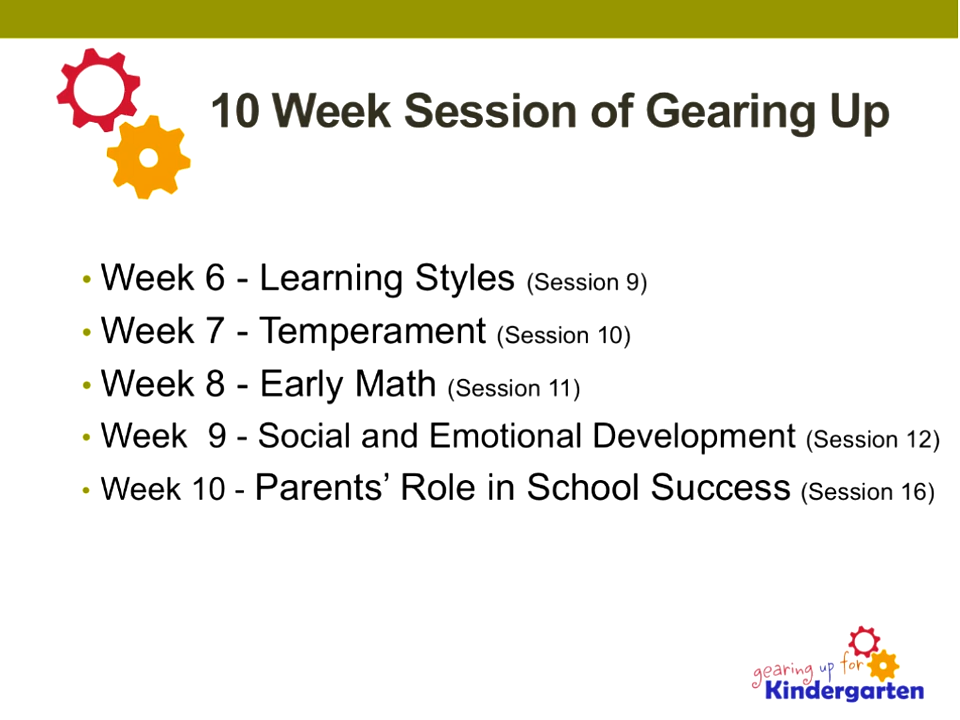 10 Week Session of Gearing Up
• Week 6 - Learning Styles (Session 9)
• Week 7 - Temperament (Session 10)
• Week 8 - Early Math (Session 11)
• Week  9 - Social and Emotional Development (Session 12)
• Week 10 - Parents’ Role in School Success (Session 16)
gearing up for
Kindergarten